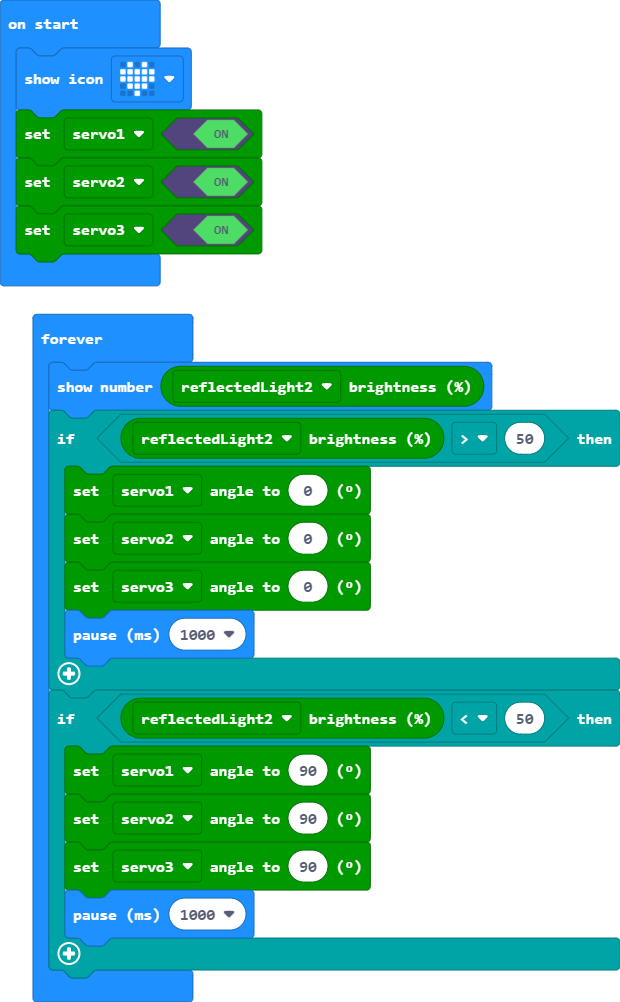 on start
show icon
set servo1 ON
set servo2 ON
set servo3 ON
forever
show number reflectedLight2 brightness (%)
if reflectedLight2 brightness (%) > 50 then
set servo1 angle to 0 (º)
set servo2 angle to 0 (º)
set servo3 angle to 0 (º)
pause (ms) 1000
if reflectedLight2 brightness (%) < 50 then
set servo1 angle to 90 (º)
set servo2 angle to 90 (º)
set servo3 angle to 90 (º)
pause (ms) 1000